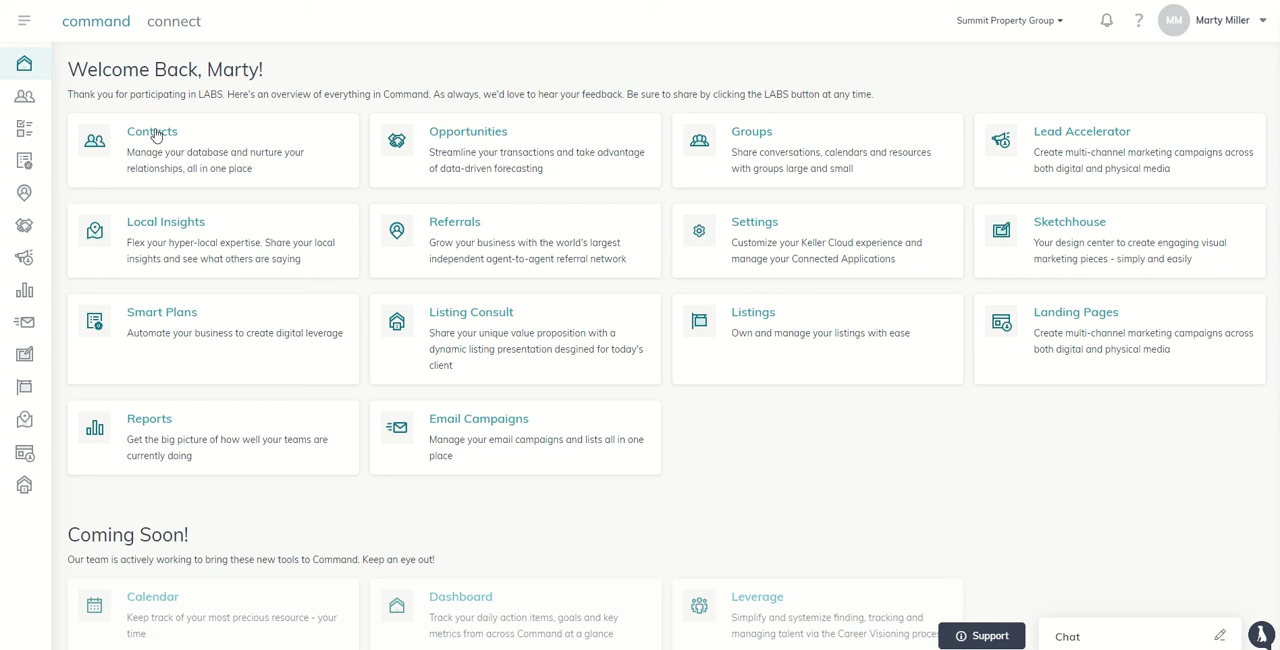 command connect
Summit Property Group
MM
Marty Miller
Welcome Back, Marty!
Thank you for participating in LABS. Here's an overview of everything in Command. As always, we'd love to hear your feedback. Be sure to share by clicking the LABS button at any time.
Contacts
Manage your database and nurture your
relationships, all in one place
Opportunities
Streamline your transactions and take advantage
of data-driven forecasting
Groups
Share conversations, calendars and resources
with groups large and small
Lead Accelerator
Create multi-channel marketing campaigns across
both digital and physical media
Local Insights
Flex your hyper-local expertise. Share your local
insights and see what others are saying
Referrals
Grow your business with the world's largest
independent agent-to-agent referral network
Settings
Customize your Keller Cloud experience and
manage your Connected Applications
Sketchhouse
Your design center to create engaging visual
marketing pieces - simply and easily
Smart Plans
Automate your business to create digital leverage
Listing Consult
Share your unique value proposition with a
dynamic listing presentation desgined for today's
client
Listings
Own and manage your listings with ease
Landing Pages
Create multi-channel marketing campaigns across
both digital and physical media
Reports
Get the big picture of how well your teams are
currently doing
Email Campaigns
Manage your email campaigns and lists all in one
place
Coming Soon!
Our team is actively working to bring these new tools to Command. Keep an eye out!
Calendar
Keep track of your most precious resource - your
time
Dashboard
Track your daily action items, goals and key
metrics from across Command at a glance
Leverage
Simplify and systemize finding, tracking and
managing talent via the Career Visioning
Support
Chat